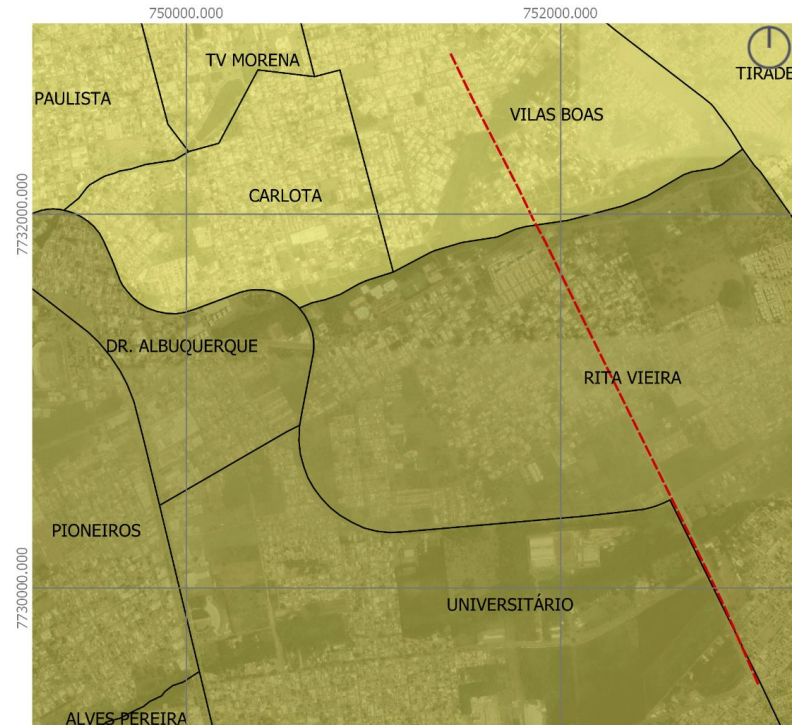 750000.000
752000.000
TV MORENA
TIRADE
PAULISTA
VILAS BOAS
CARLOTA
7732000.000
DR. ALBUQUERQUE
RITA VIEIRA
PIONEIROS
7730000.000
UNIVERSITÁRIO
ALVES PEREIRA